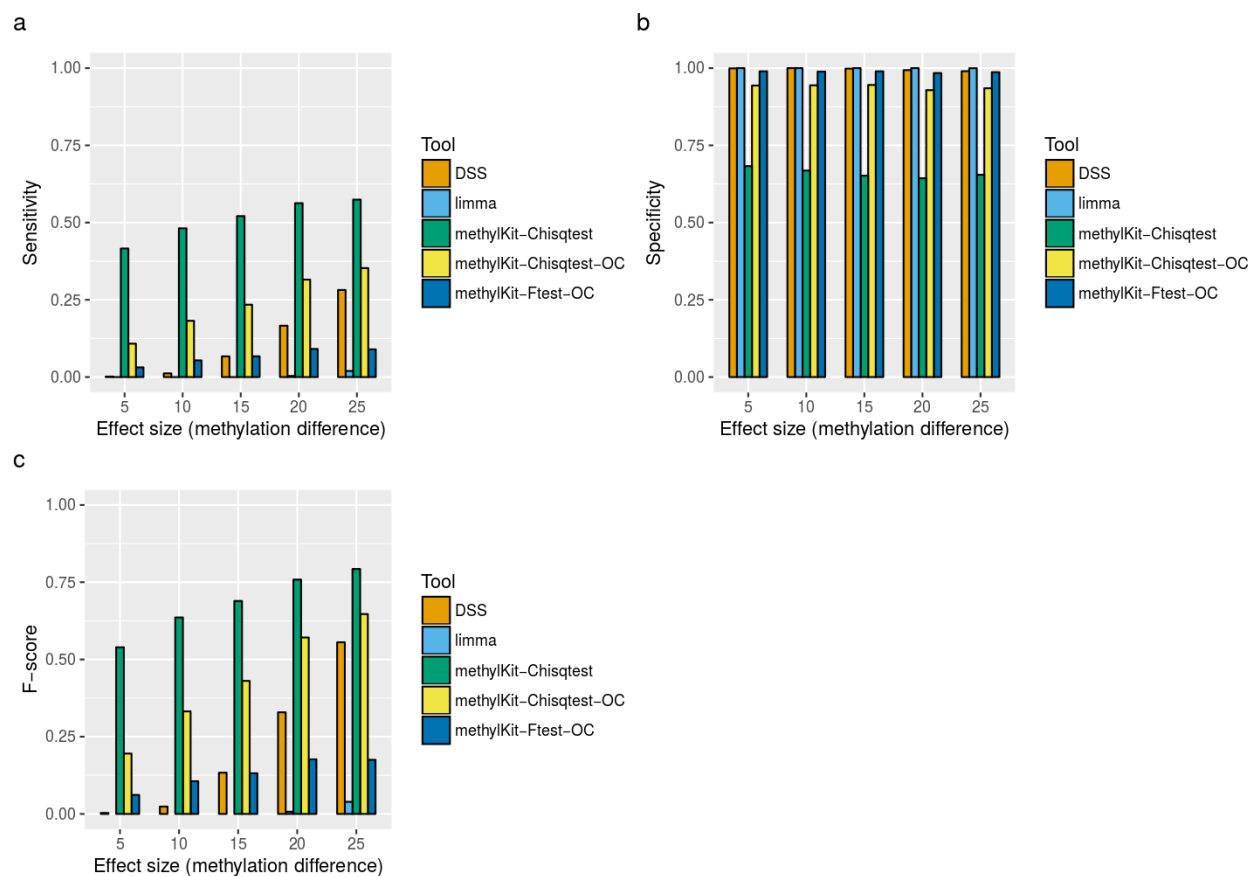 a
1.00
0.75
0.50
0.25
0.00
Sensitivity
5 10 15 20 25
Effect size (methylation difference)
Tool
DSS
limma
methylKit−Chisqtest
methylKit−Chisqtest−OC
methylKit−Ftest−OC
b
1.00
0.75
0.50
0.25
0.00
Specificity
5 10 15 20 25
Effect size (methylation difference)
Tool
DSS
limma
methylKit−Chisqtest
methylKit−Chisqtest−OC
methylKit−Ftest−OC
c
1.00
0.75
0.50
0.25
0.00
F−score
5 10 15 20 25
Effect size (methylation difference)
Tool
DSS
limma
methylKit−Chisqtest
methylKit−Chisqtest−OC
methylKit−Ftest−OC